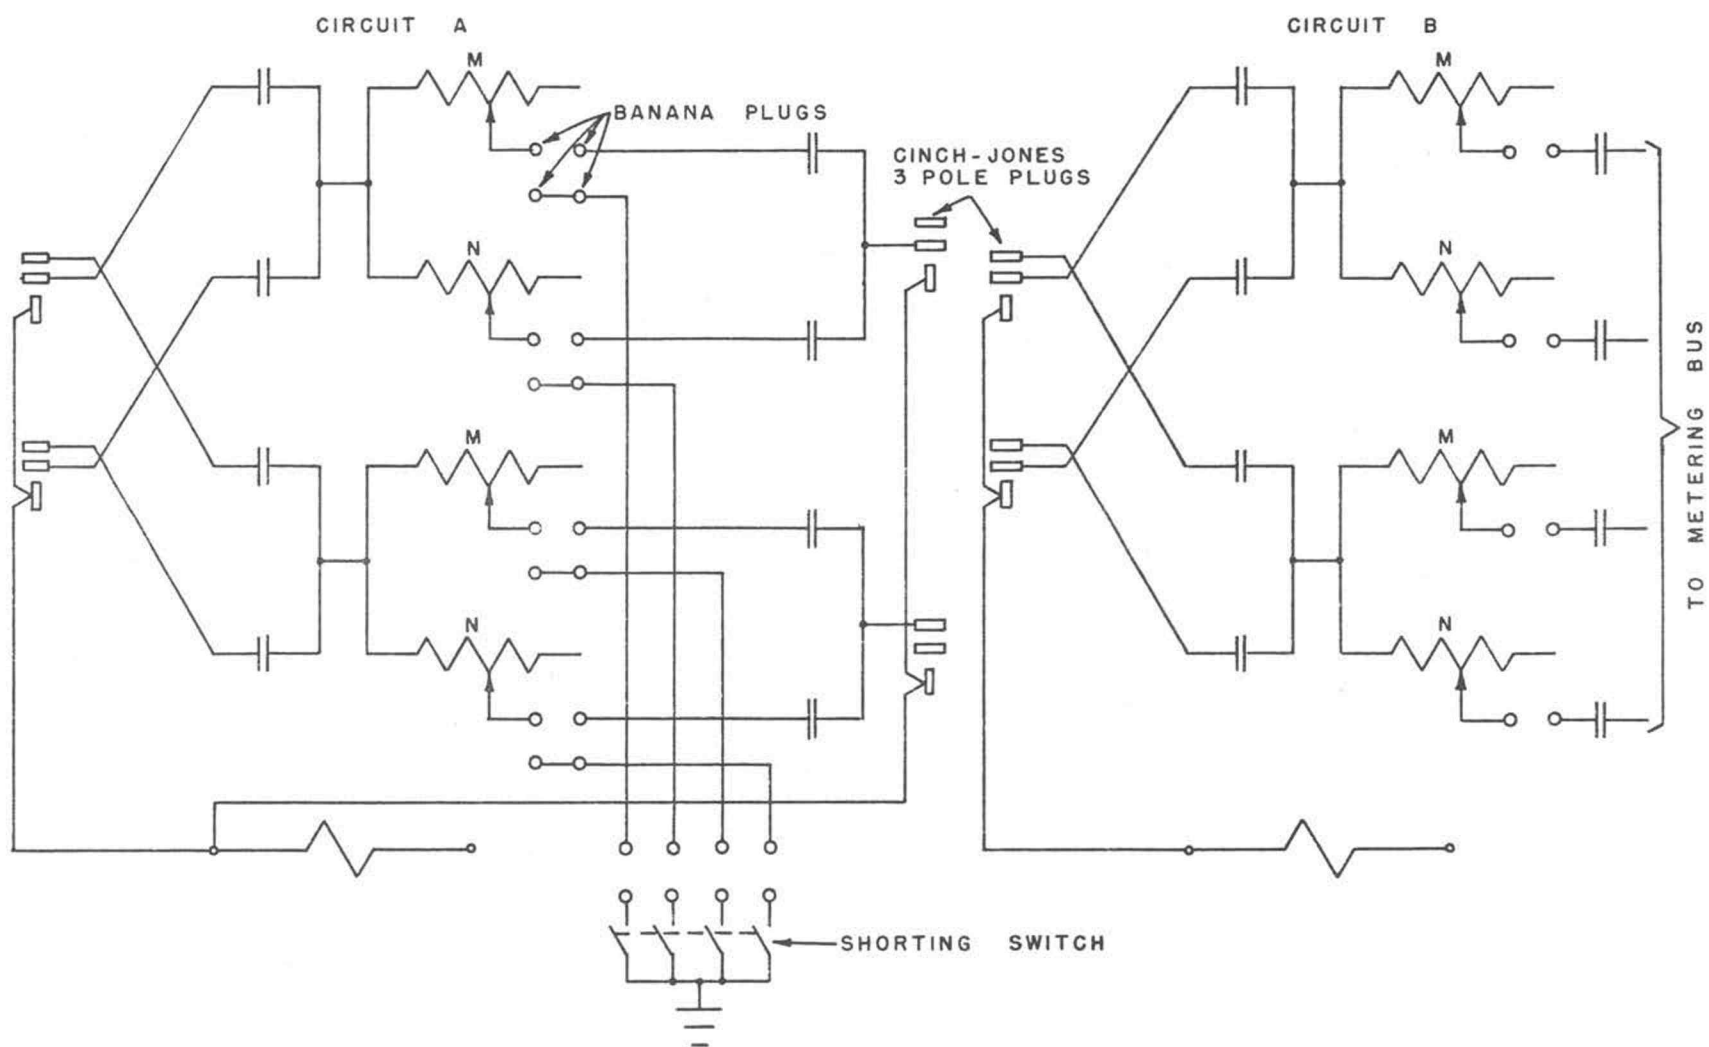 CIRCUIT A
CIRCUIT B
M
M
BANANA PLUGS
CINCH-JONES
3 POLE PLUGS
N
N
M
M
N
N
TO METERING BUS
SHORTING SWITCH